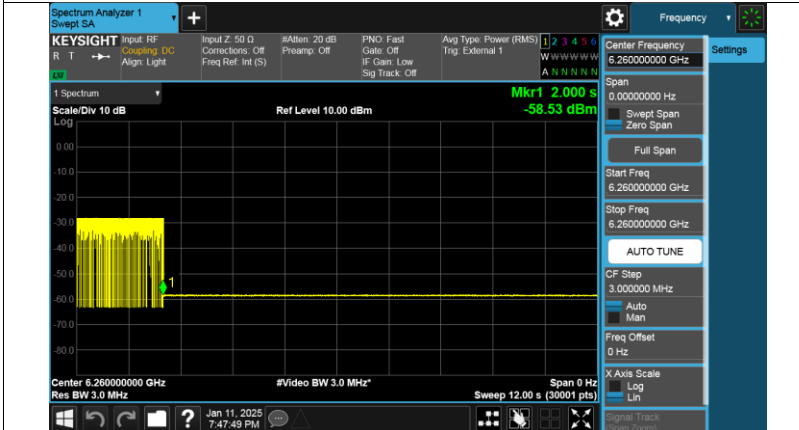 Spectrum Analyzer 1
Swept SA
Frequency
KEYSIGHT
R T
Input: RF
Coupling: DC
Align: Light
Input Z: 50 Ω
Corrections: Off
Freq Ref: Int (S)
#Atten: 20 dB
Preamp: Off
PNO: Fast
Gate: Off
IF Gain: Low
Sig Track: Off
Avg Type: Power (RMS)
Trig: External 1
1 2 3 4 5 6
W W W W W W
A N N N N N
1 Spectrum
Mkr1 2.000 s
Scale/Div 10 dB
Ref Level 10.00 dBm
-58.53 dBm
Log
0.00
-10.0
-20.0
-30.0
-40.0
-50.0
-60.0
-70.0
-80.0
1
Center 6.260000000 GHz
#Video BW 3.0 MHz*
Span 0 Hz
Res BW 3.0 MHz
Sweep 12.00 s (30001 pts)
?
Jan 11, 2025
7:47:49 PM
Center Frequency
6.260000000 GHz
Settings
Span
0.00000000 Hz
Swept Span
Zero Span
Full Span
Start Freq
6.260000000 GHz
Stop Freq
6.260000000 GHz
AUTO TUNE
CF Step
3.000000 MHz
Auto
Man
Freq Offset
0 Hz
X Axis Scale
Log
Lin
Signal Track
(Span Zoom)